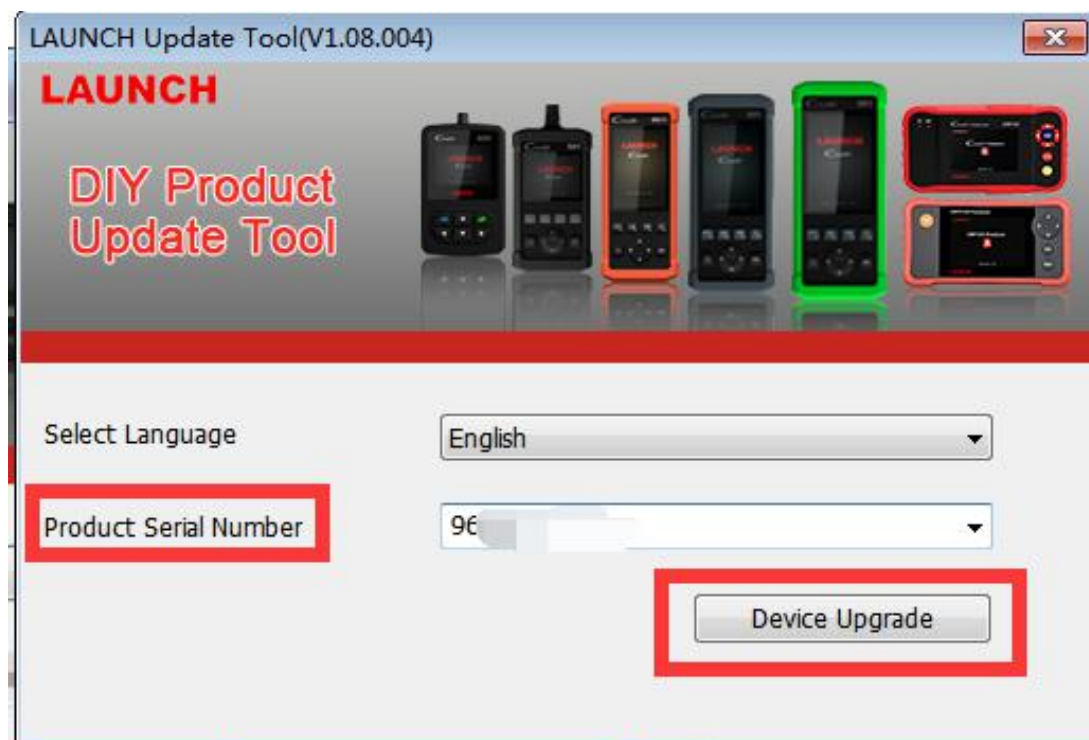 LAUNCH Update Tool(V1.08.004)
LAUNCH
DIY Product
Update Tool
Select Language
English
Product Serial Number
96
Device Upgrade